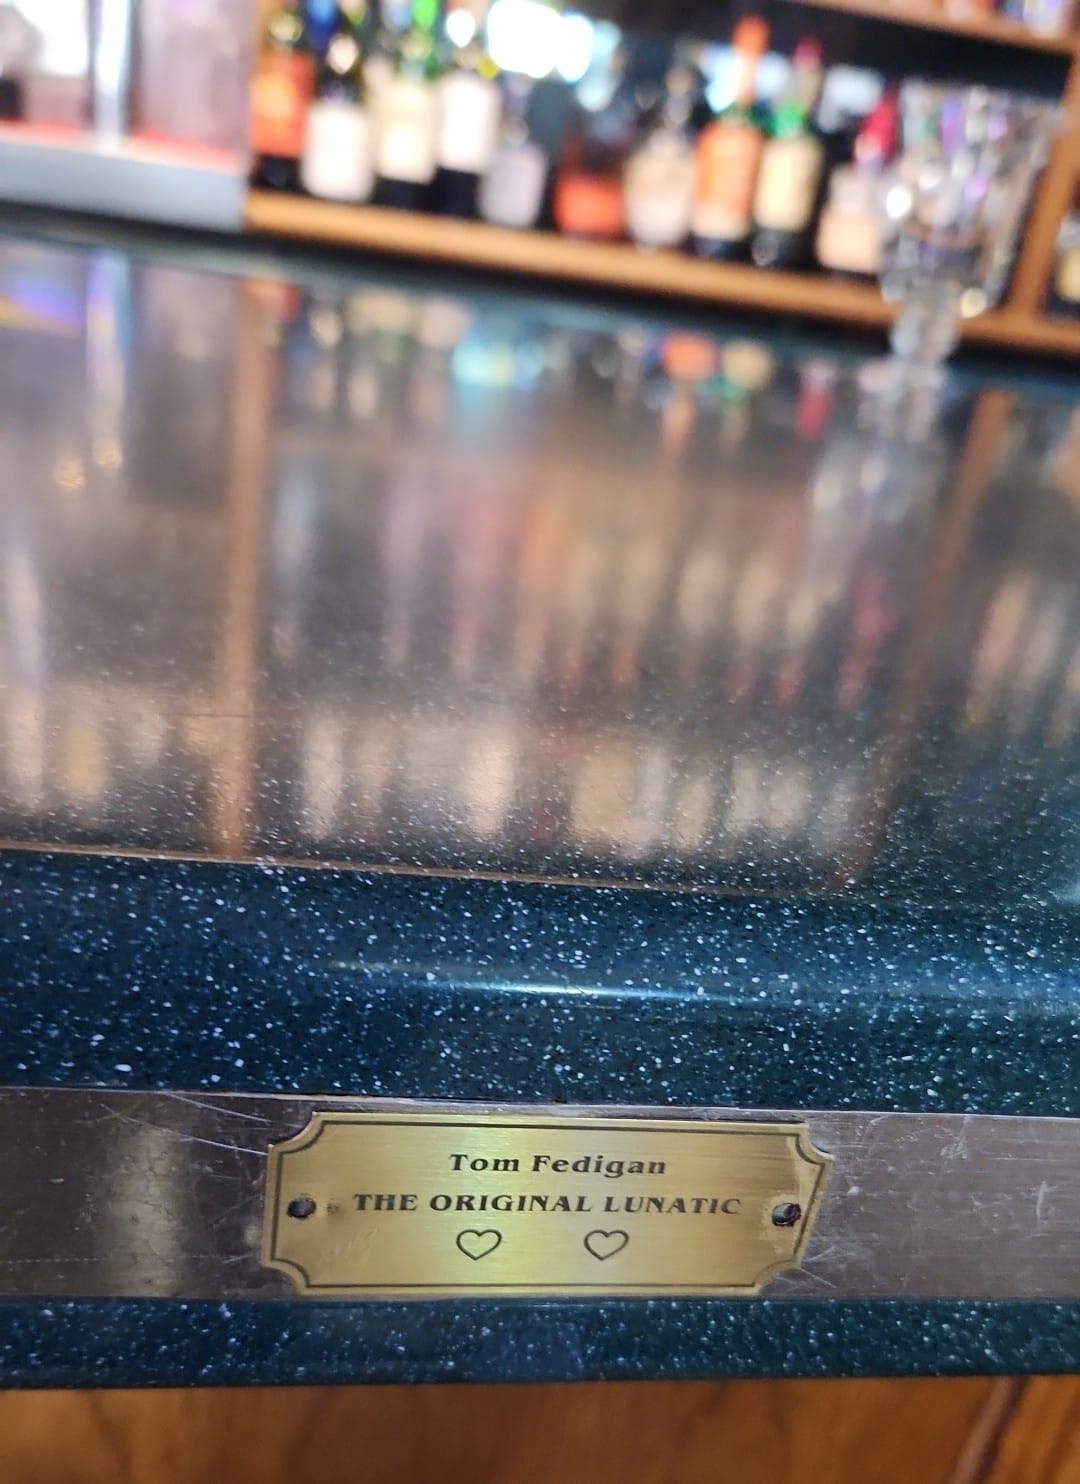 Tom Fedigan
THE ORIGINAL LUNATIC